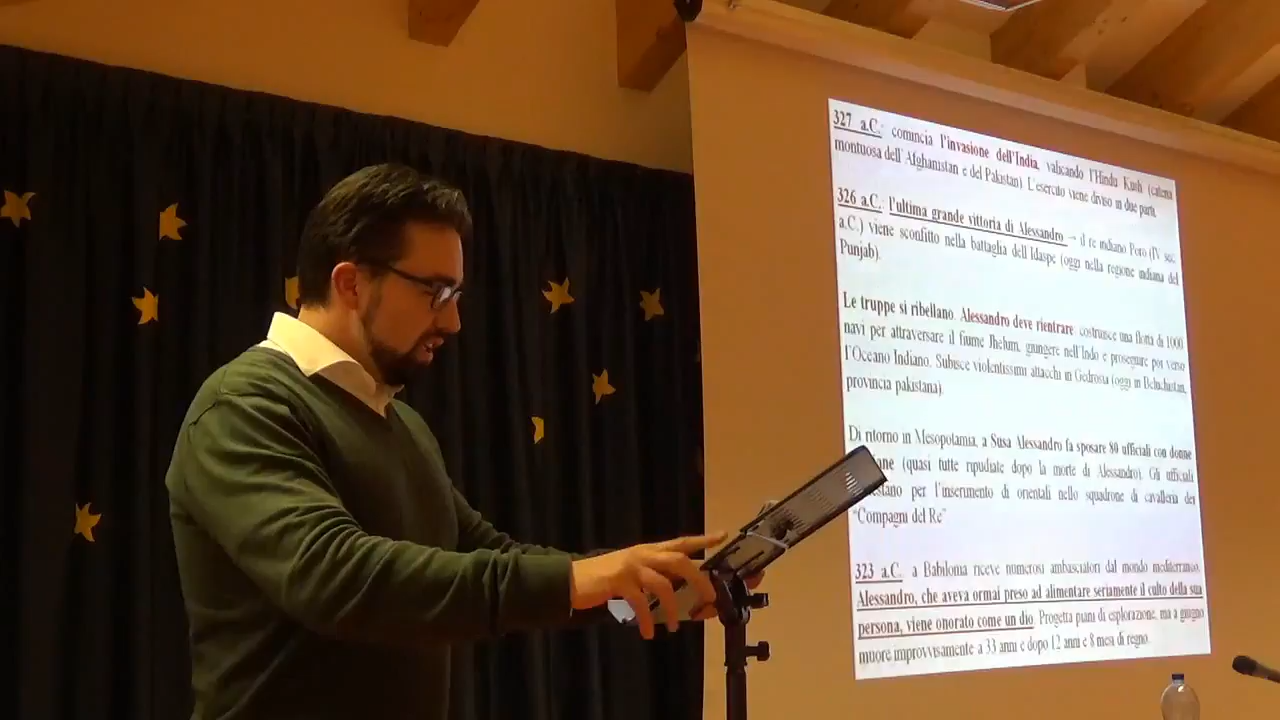 327 a.C.: comincia l'invasione dell'India, valicando l'Hindu Kush (catena
montuosa dell'Afghanistan e del Pakistan). L'esercito viene diviso in due parti.
326 a.C.: l'ultima grande vittoria di Alessandro → il re indiano Poro (IV sec.
a.C.) viene sconfitto nella battaglia dell'Idaspe (oggi nella regione indiana del
Punjab).
Le truppe si ribellano. Alessandro deve rientrare: costruisce una flotta di 1000
navi per attraversare il fiume Jhelum, giungere nell'Indo e proseguire poi verso
l'Oceano Indiano. Subisce violentissimi attacchi in Gedrosia (oggi in Beluchistan,
provincia pakistana).
Di ritorno in Mesopotamia, a Susa Alessandro fa sposare 80 ufficiali con donne
(quasi tutte ripudiate dopo la morte di Alessandro). Gli ufficiali
per l'inserimento di orientali nello squadrone di cavalleria dei
"Compagni del Re"
323 a.C. a Babilonia riceve numerosi ambasciatori dal mondo mediterraneo.
Alessandro, che aveva ormai preso ad alimentare seriamente il culto della sua
persona, viene onorato come un dio. Progetta piani di esplorazione, ma a giugno
muore improvvisamente a 33 anni e dopo 12 anni e 8 mesi di regno.